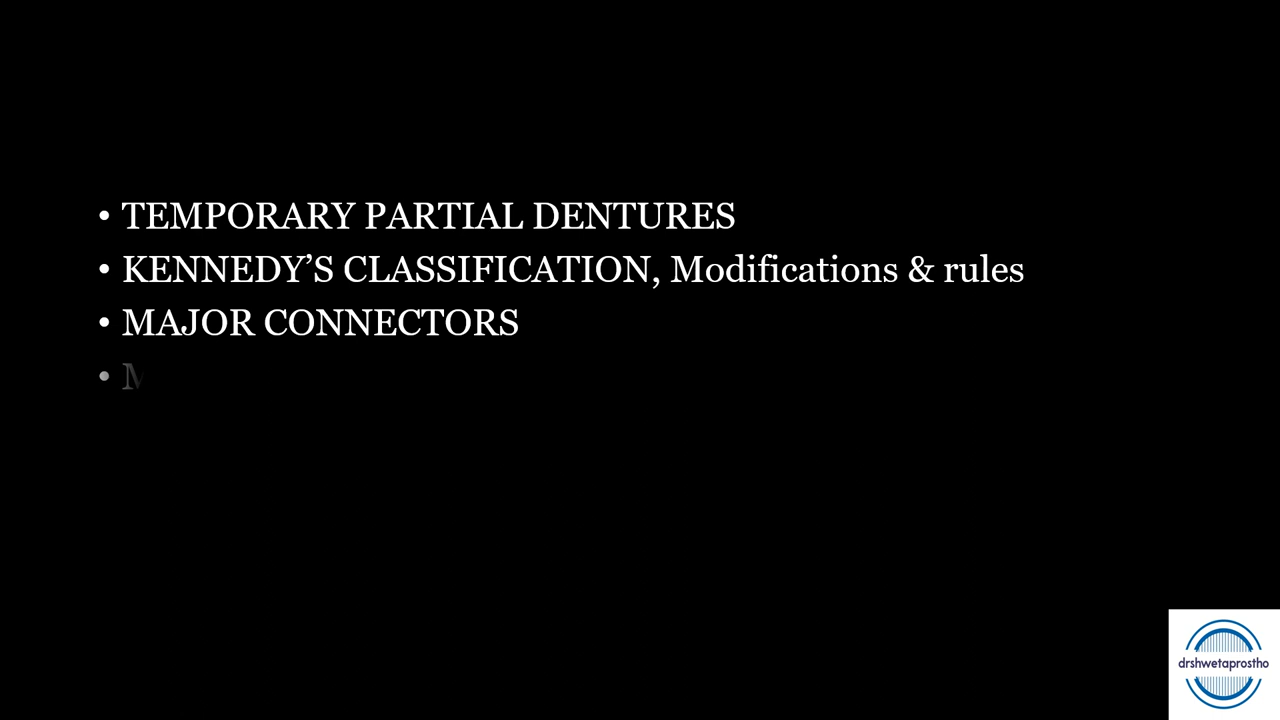 • TEMPORARY PARTIAL DENTURES
• KENNEDY’S CLASSIFICATION, Modifications & rules
• MAJOR CONNECTORS
• M
drshwetaprostho